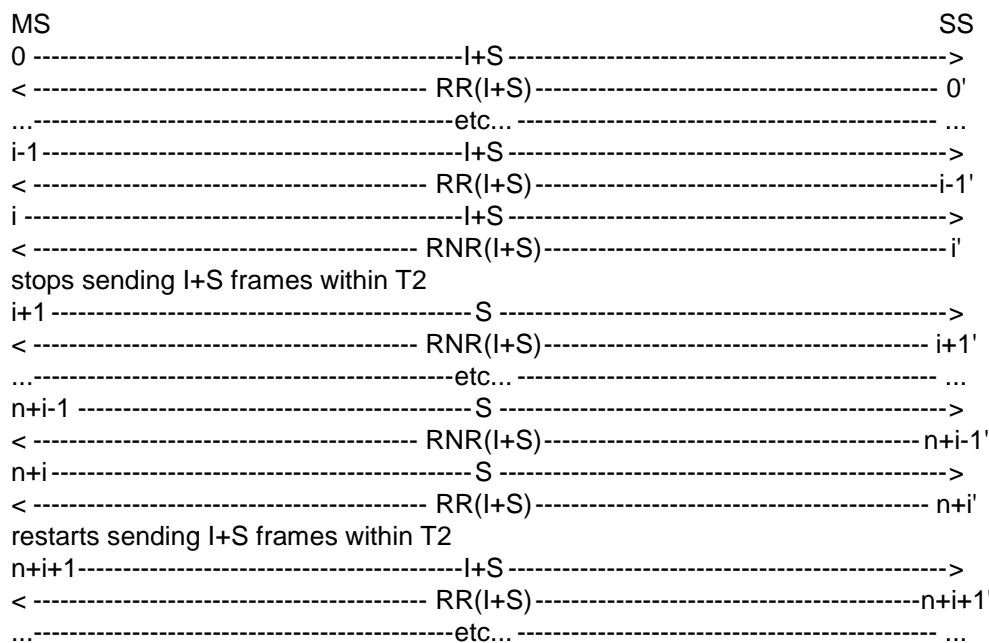 MS SS
0 ------------------------------------------------I+S -------------------------------------------------->
< -------------------------------------------- RR(I+S)--------------------------------------------- 0'
...-----------------------------------------------etc... ----------------------------------------------- ...
i-1-----------------------------------------------I+S -------------------------------------------------->
< -------------------------------------------- RR(I+S)---------------------------------------------i-1'
i -------------------------------------------------I+S -------------------------------------------------->
< ------------------------------------------- RNR(I+S)---------------------------------------------i'
stops sending I+S frames within T2
i+1 -----------------------------------------------S -------------------------------------------------->
< ------------------------------------------- RNR(I+S)------------------------------------------- i+1'
...-----------------------------------------------etc... ----------------------------------------------- ...
n+i-1 --------------------------------------------S -------------------------------------------------->
< ------------------------------------------- RNR(I+S)------------------------------------------n+i-1'
n+i-----------------------------------------------S -------------------------------------------------->
< -------------------------------------------- RR(I+S)-------------------------------------------- n+i'
restarts sending I+S frames within T2
n+i+1-------------------------------------------I+S -------------------------------------------------->
< -------------------------------------------- RR(I+S)-------------------------------------------n+i+1'
...-----------------------------------------------etc... ----------------------------------------------- ...